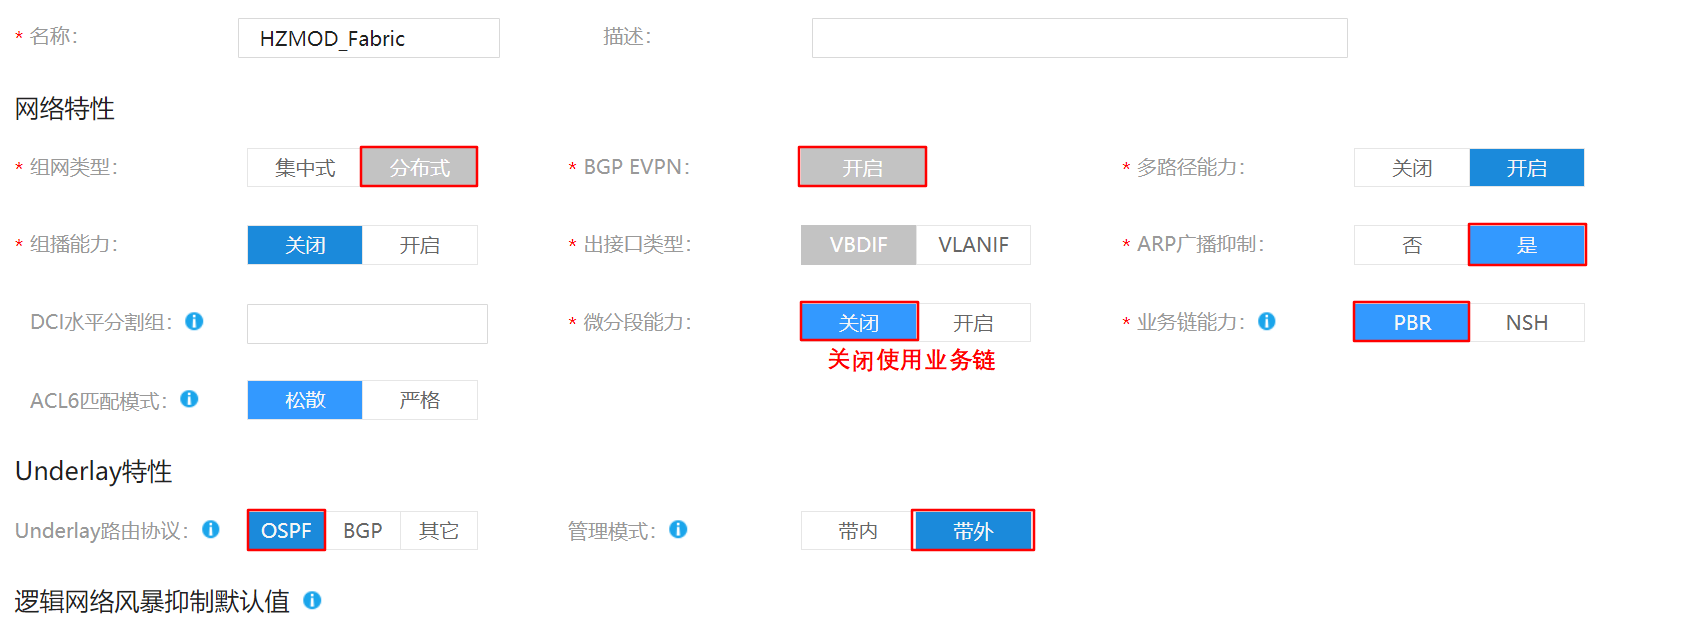 * 名称: HZMOD_Fabric 描述:
网络特性
* 组网类型: 集中式 分布式 * BGP EVPN: 开启 * 多路径能力: 关闭 开启
* 组播能力: 关闭 开启 * 出接口类型: VBDIF VLANIF * ARP广播抑制: 否 是
DCI水平分割组: * 微分段能力: 关闭 开启 * 业务链能力: PBR NSH
关闭使用业务链
ACL6匹配模式: 松散 严格
Underlay特性
Underlay路由协议: OSPF BGP 其它 管理模式: 带内 带外
逻辑网络风暴抑制默认值